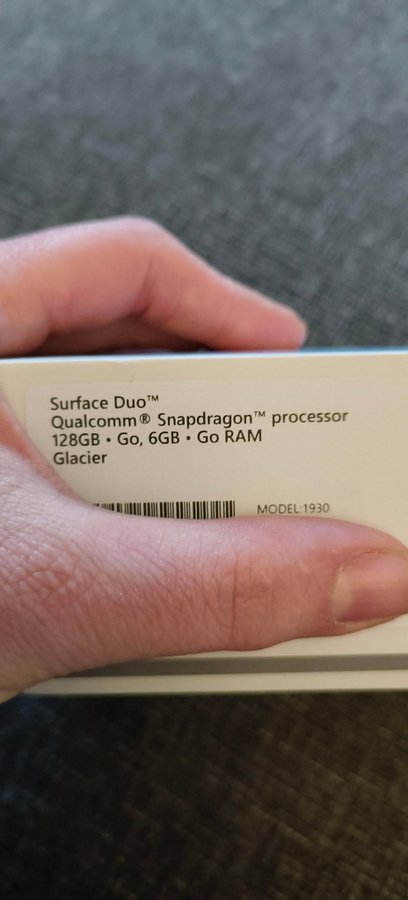 Surface Duo™
Qualcomm® Snapdragon™ processor
128GB • Go, 6GB • Go RAM
Glacier
MODEL:1930